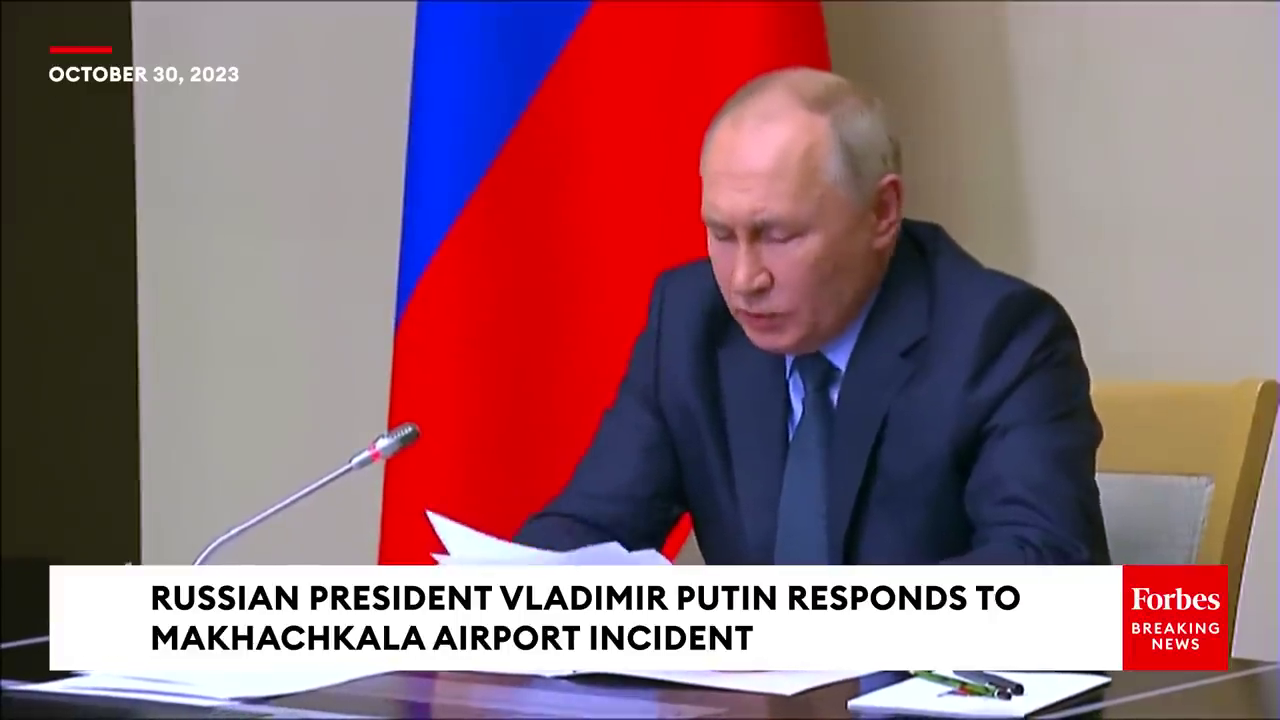 OCTOBER 30, 2023
RUSSIAN PRESIDENT VLADIMIR PUTIN RESPONDS TO
MAKHACHKALA AIRPORT INCIDENT
Forbes
BREAKING
NEWS